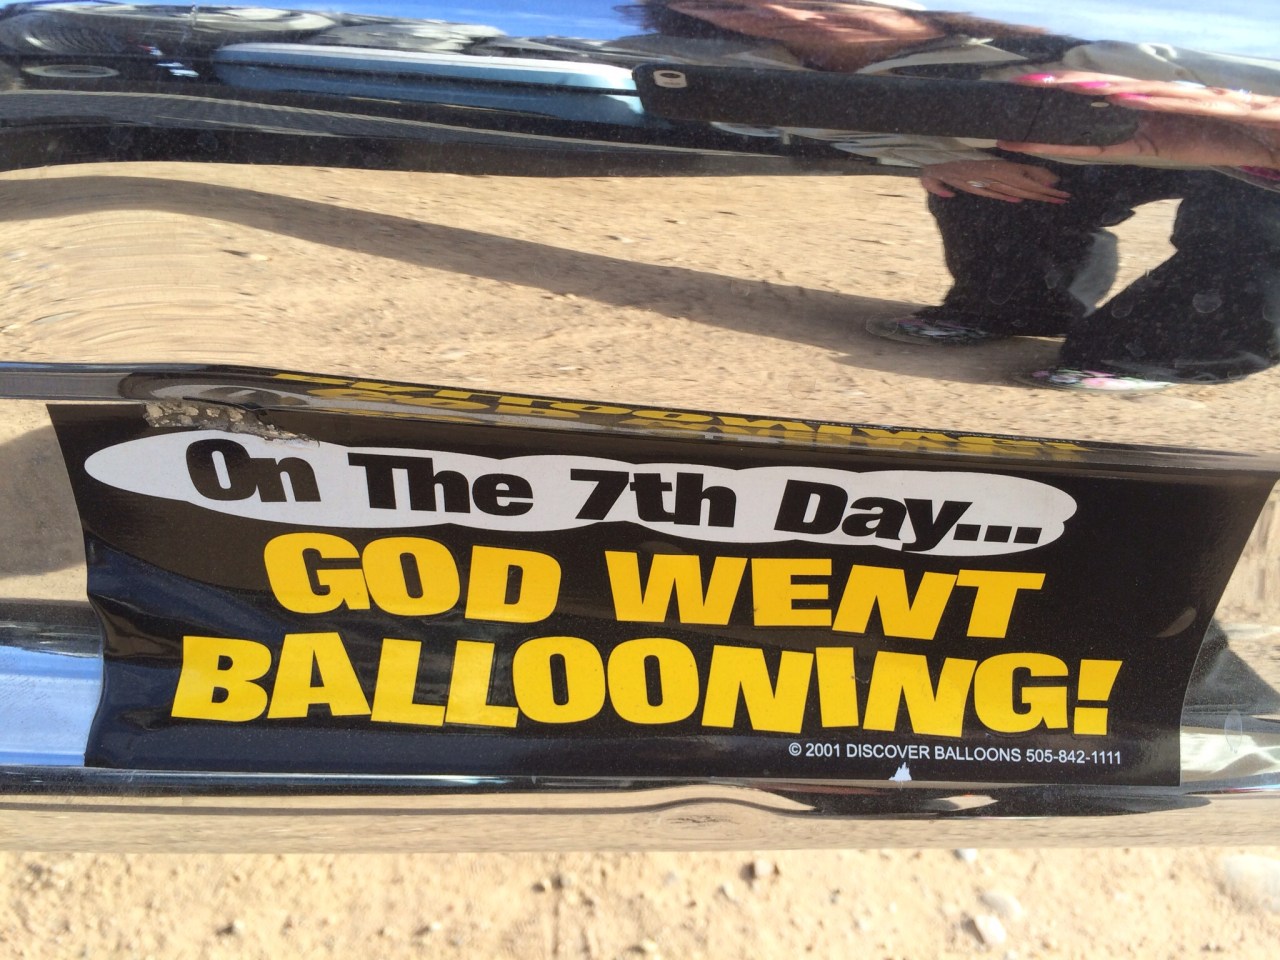 On The 7th Day...
GOD WENT
BALLOONING!
© 2001 DISCOVER BALLOONS 505-842-1111